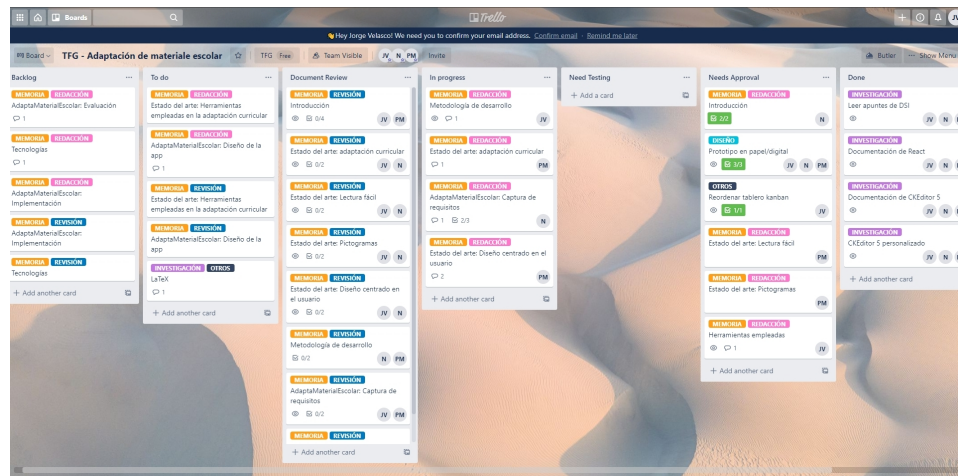 Boards
Trello
JV
👋Hey Jorge Velasco! We need you to confirm your email address. Confirm email · Remind me later
Board
TFG - Adaptación de materiale escolar
TFG Free
Team Visible
JV N PM
Invite
Butler
··· Show Menu
Backlog ···
MEMORIA REDACCIÓN
AdaptaMaterialEscolar: Evaluación
1
MEMORIA REDACCIÓN
Tecnologías
1
MEMORIA REDACCIÓN
AdaptaMaterialEscolar:
Implementación
MEMORIA REVISIÓN
AdaptaMaterialEscolar:
Implementación
MEMORIA REVISIÓN
Tecnologías
+ Add another card
To do ···
MEMORIA REDACCIÓN
Estado del arte: Herramientas
empleadas en la adaptación curricular
MEMORIA REDACCIÓN
AdaptaMaterialEscolar: Diseño de la
app
1
MEMORIA REVISIÓN
Estado del arte: Herramientas
empleadas en la adaptación curricular
MEMORIA REVISIÓN
AdaptaMaterialEscolar: Diseño de la
app
INVESTIGACIÓN OTROS
LaTeX
1
+ Add another card
Document Review ···
MEMORIA REVISIÓN
Introducción
0/4 JV PM
MEMORIA REVISIÓN
Estado del arte: adaptación curricular
0/2 JV N
MEMORIA REVISIÓN
Estado del arte: Lectura fácil
0/2 JV N
MEMORIA REVISIÓN
Estado del arte: Pictogramas
0/2 JV N
MEMORIA REVISIÓN
Estado del arte: Diseño centrado en
el usuario
0/2 JV N
MEMORIA REVISIÓN
Metodología de desarrollo
0/2 N PM
MEMORIA REVISIÓN
AdaptaMaterialEscolar: Captura de
requisitos
0/2 JV PM
MEMORIA REVISIÓN
+ Add another card
In progress ···
MEMORIA REDACCIÓN
Metodología de desarrollo
1 JV
MEMORIA REDACCIÓN
Estado del arte: adaptación curricular
1 PM
MEMORIA REDACCIÓN
AdaptaMaterialEscolar: Captura de
requisitos
1 2/3 N
MEMORIA REDACCIÓN
Estado del arte: Diseño centrado en el
usuario
2 PM
+ Add another card
Need Testing ···
+ Add a card
Needs Approval ···
MEMORIA REDACCIÓN
Introducción
2/2 N
DISEÑO
Prototipo en papel/digital
3/3 JV N PM
OTROS
Reordenar tablero kanban
1/1 JV
MEMORIA REDACCIÓN
Estado del arte: Lectura fácil
PM
MEMORIA REDACCIÓN
Estado del arte: Pictogramas
PM
MEMORIA REDACCIÓN
Herramientas empleadas
1 JV
+ Add another card
Done
INVESTIGACIÓN
Leer apuntes de DSI
JV N
INVESTIGACIÓN
Documentación de React
JV N
INVESTIGACIÓN
Documentación de CKEditor 5
JV N
INVESTIGACIÓN
CKEditor 5 personalizado
JV N
+ Add another card